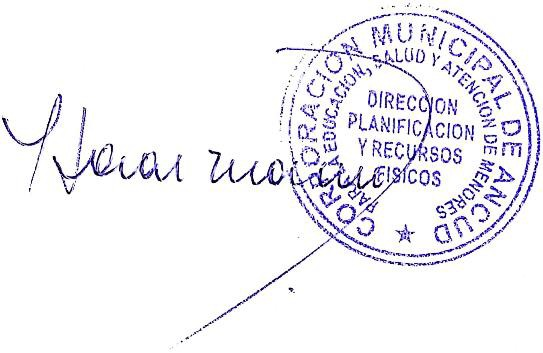 CORPORACION MUNICIPAL DE ANCUD
PARA EDUCACION, SALUD Y ATENCION DE MENORES
DIRECCION
PLANIFICACION
Y RECURSOS
FISICOS